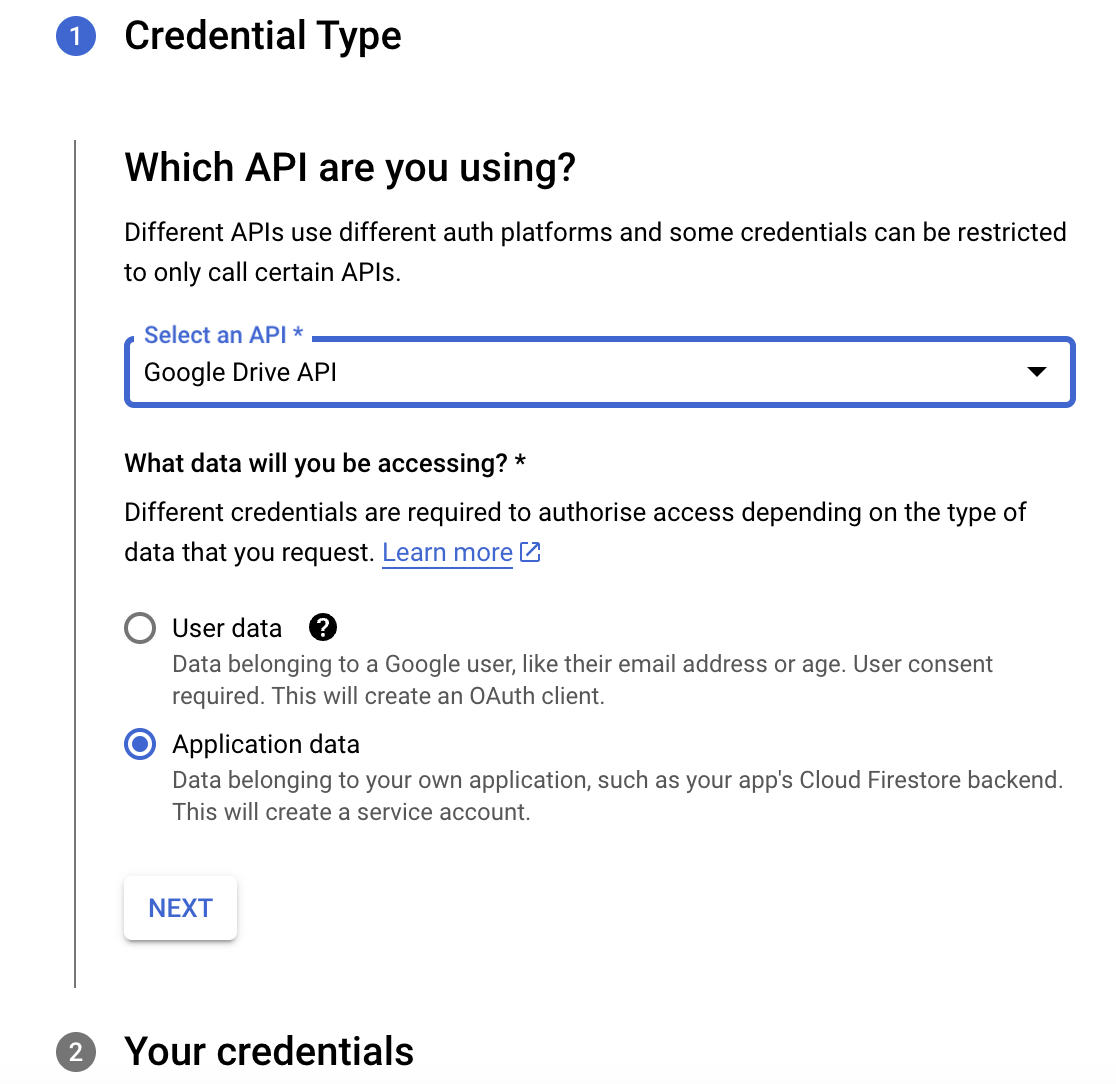 1 Credential Type
Which API are you using?
Different APIs use different auth platforms and some credentials can be restricted
to only call certain APIs.
Select an API *
Google Drive API
What data will you be accessing? *
Different credentials are required to authorise access depending on the type of
data that you request. Learn more
User data ?
Data belonging to a Google user, like their email address or age. User consent
required. This will create an OAuth client.
Application data
Data belonging to your own application, such as your app's Cloud Firestore backend.
This will create a service account.
NEXT
2 Your credentials